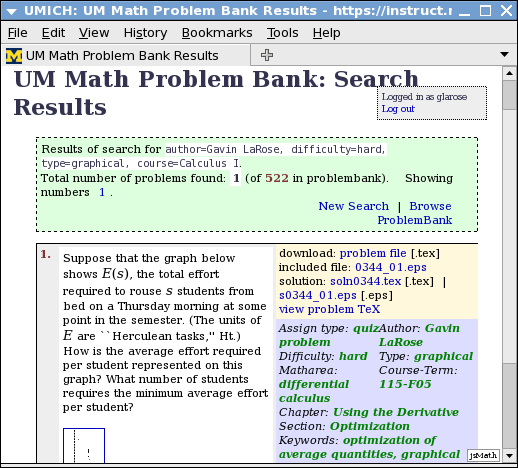 UMICH: UM Math Problem Bank Results - https://instruct.r
File Edit View History Bookmarks Tools Help
UM Math Problem Bank Results
UM Math Problem Bank: Search
Results
Logged in as glarose
Log out
Results of search for author=Gavin LaRose, difficulty=hard,
type=graphical, course=Calculus I.
Total number of problems found: 1 (of 522 in problembank). Showing
numbers 1 .
New Search | Browse
ProblemBank
1.
Suppose that the graph below
shows E(s), the total effort
required to rouse s students from
bed on a Thursday morning at some
point in the semester. (The units of
E are ``Herculean tasks,'' Ht.)
How is the average effort required
per student represented on this
graph? What number of students
requires the minimum average effort
per student?
download: problem file [.tex]
included file: 0344_01.eps
solution: soln0344.tex [.tex] |
s0344_01.eps [.eps]
view problem TeX
Assign type: quiz problem
Author: Gavin LaRose
Difficulty: hard
Type: graphical
Matharea: differential calculus
Course-Term: 115-F05
Chapter: Using the Derivative
Section: Optimization
Keywords: optimization of
average quantities, graphical
jsMath